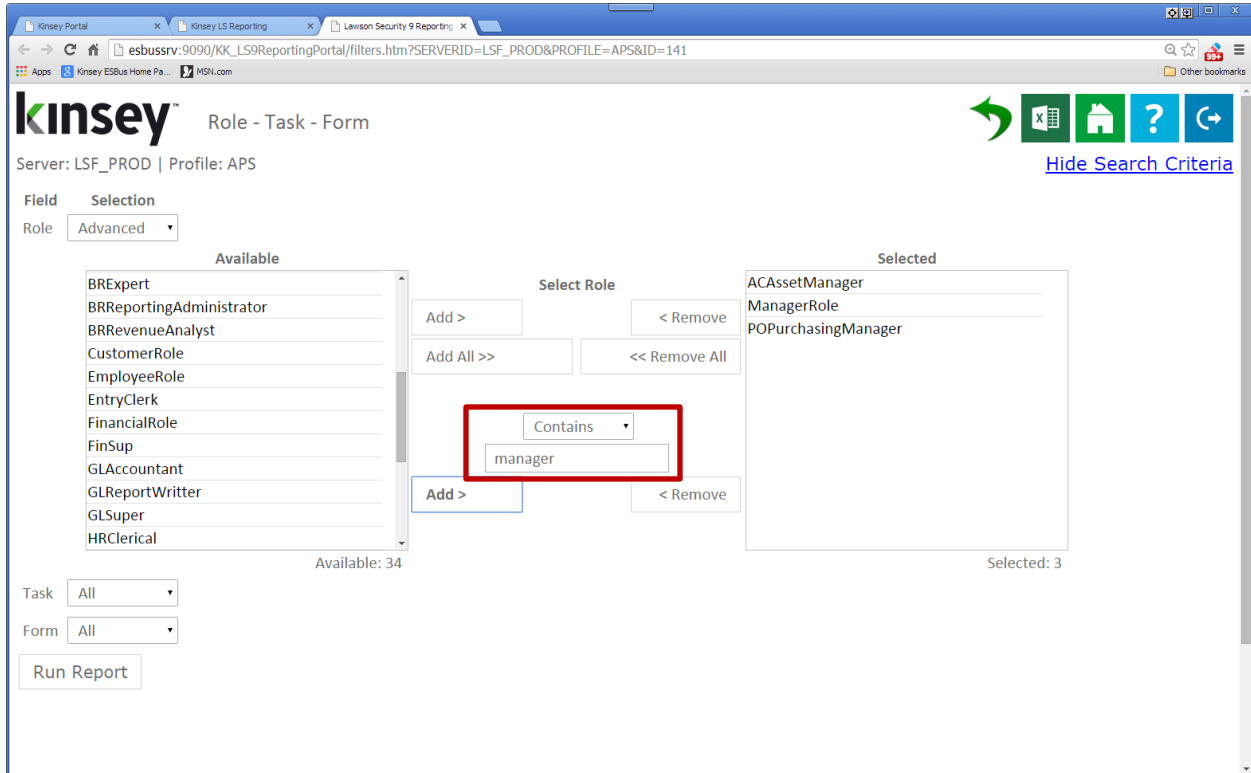 Kinsey Portal Kinsey LS Reporting Lawson Security 9 Reporting
esbussrv:9090/KK_LS9ReportingPortal/filters.htm?SERVERID=LSF_PROD&PROFILE=APS&ID=141
99+
Apps Kinsey ESBus Home Pa... MSN.com Other bookmarks
kinsey™ Role - Task - Form
Server: LSF_PROD | Profile: APS Hide Search Criteria
Field Selection
Role Advanced
Available
BRExpert
BRReportingAdministrator
BRRevenueAnalyst
CustomerRole
EmployeeRole
EntryClerk
FinancialRole
FinSup
GLAccountant
GLReportWritter
GLSuper
HRClerical
Available: 34
Select Role
Add > < Remove
Add All >> << Remove All
Contains
manager
Add > < Remove
Selected
ACAssetManager
ManagerRole
POPurchasingManager
Selected: 3
Task All
Form All
Run Report